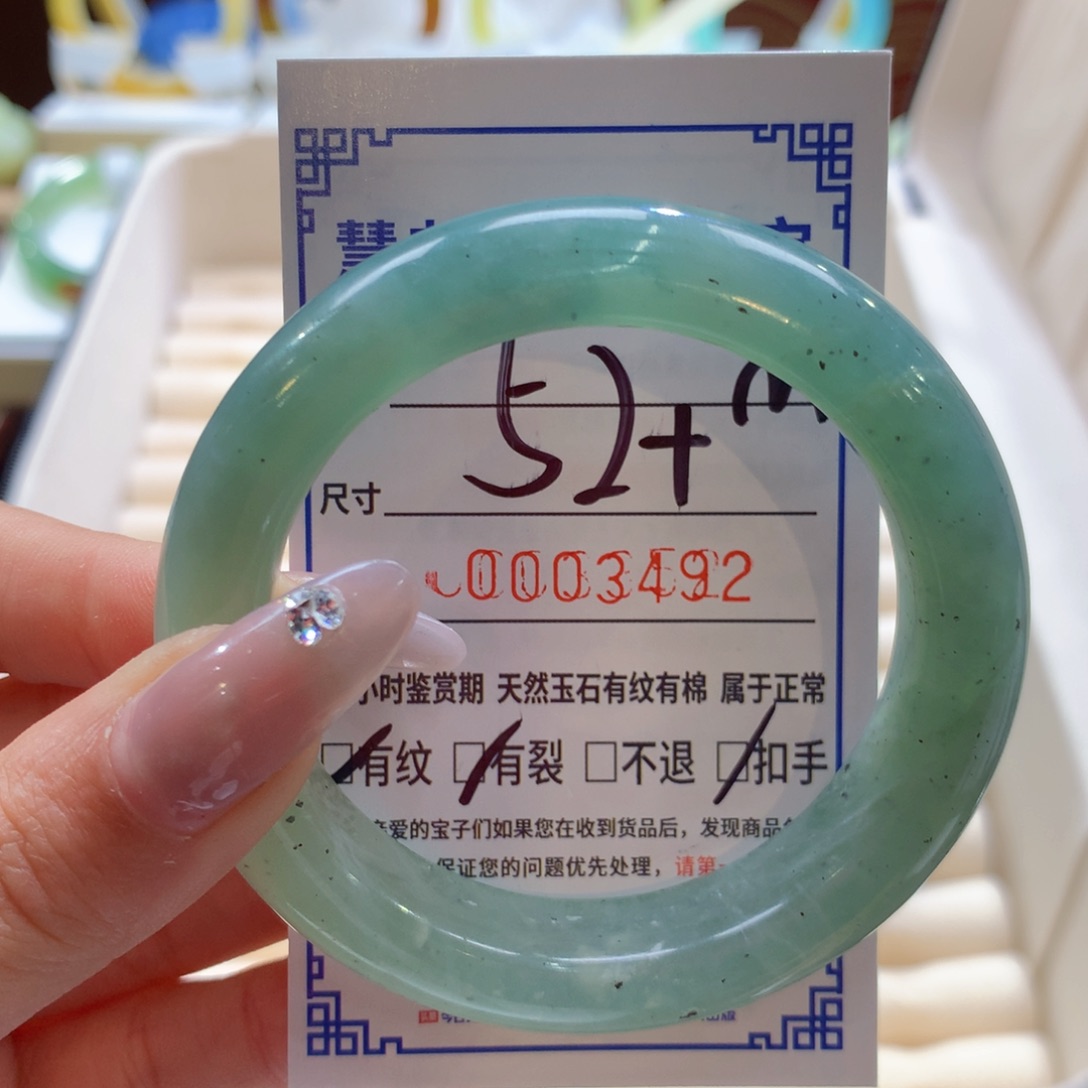 慧
52+
尺寸
0003492
小时鉴赏期 天然玉石有纹有棉 属于正常
□有纹 □有裂 □不退 □扣手
亲爱的宝子们如果您在收到货品后，发现商品
保证您的问题优先处理，请第一